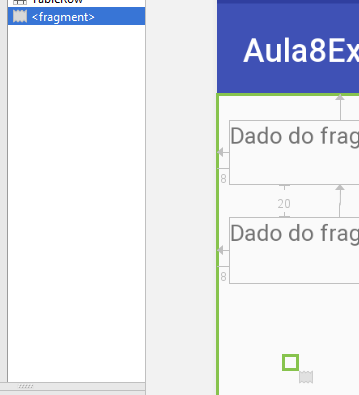 TableRow
<fragment>
Aula8Ex
Dado do frag
8
20
Dado do frag
8